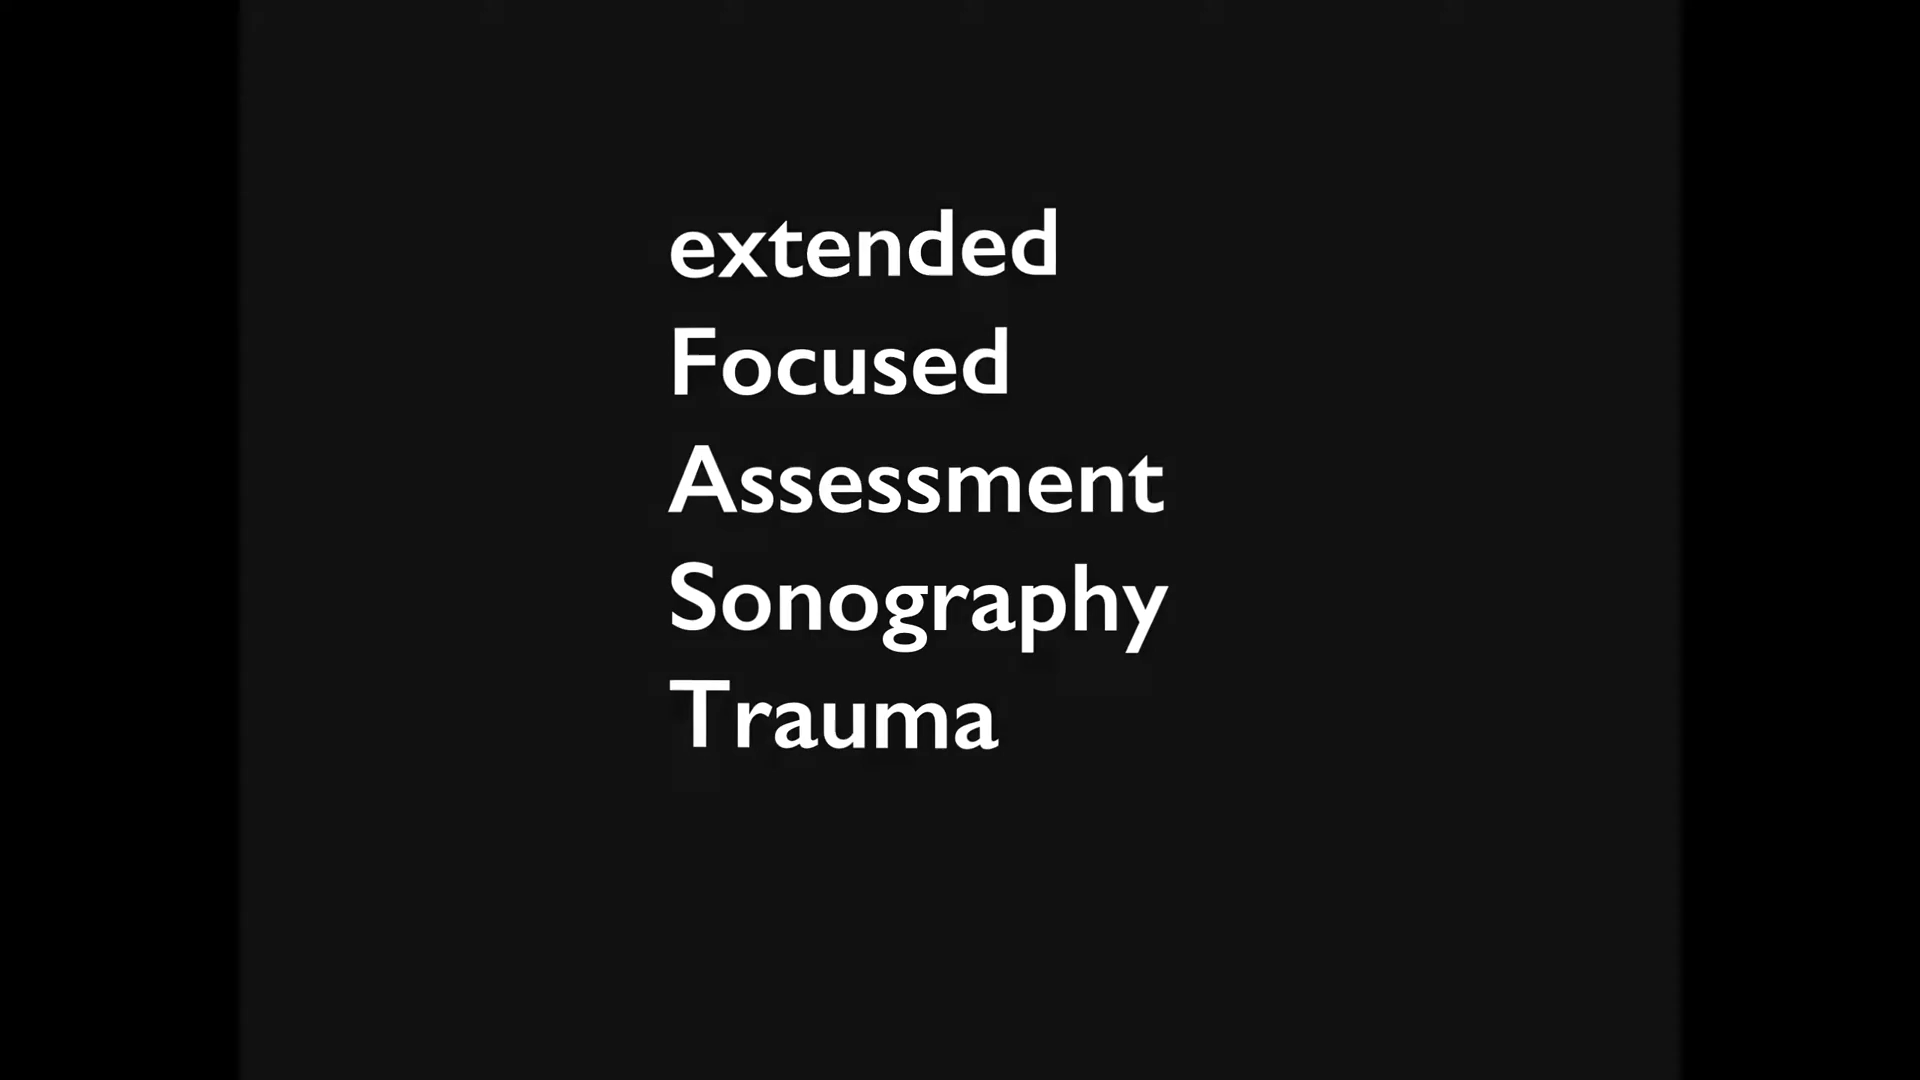 extended
Focused
Assessment
Sonography
Trauma